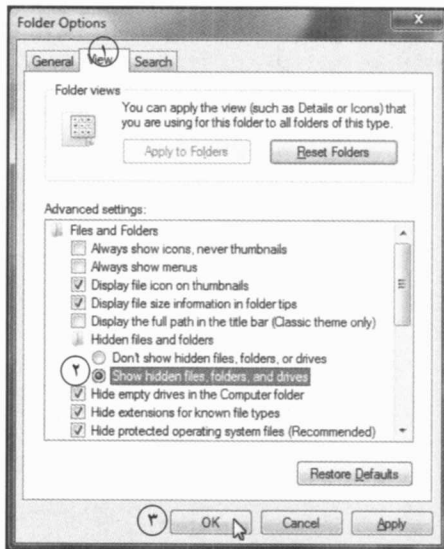 Folder Options
x
۱
General View Search
Folder views
You can apply the view (such as Details or Icons) that
you are using for this folder to all folders of this type.
Apply to Folders Reset Folders
Advanced settings:
Files and Folders
Always show icons, never thumbnails
Always show menus
Display file icon on thumbnails
Display file size information in folder tips
Display the full path in the title bar (Classic theme only)
Hidden files and folders
Don't show hidden files, folders, or drives
۲ Show hidden files, folders, and drives
Hide empty drives in the Computer folder
Hide extensions for known file types
Hide protected operating system files (Recommended)
Restore Defaults
۳ OK Cancel Apply